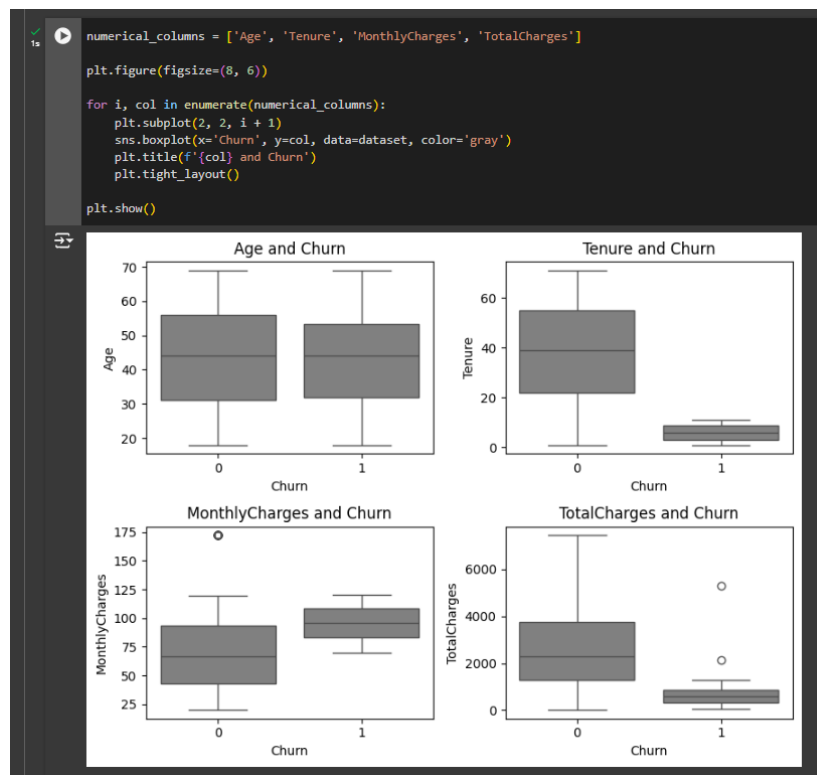 1s
numerical_columns = ['Age', 'Tenure', 'MonthlyCharges', 'TotalCharges']
plt.figure(figsize=(8, 6))
for i, col in enumerate(numerical_columns):
    plt.subplot(2, 2, i + 1)
    sns.boxplot(x='Churn', y=col, data=dataset, color='gray')
    plt.title(f'{col} and Churn')
    plt.tight_layout()
plt.show()
Age and Churn
70
60
50
40
30
20
Age
0 1
Churn
Tenure and Churn
60
40
20
0
Tenure
0 1
Churn
MonthlyCharges and Churn
175
150
125
100
75
50
25
MonthlyCharges
0 1
Churn
TotalCharges and Churn
6000
4000
2000
0
TotalCharges
0 1
Churn